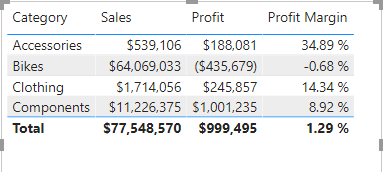 Category Sales Profit Profit Margin
Accessories $539,106 $188,081 34.89 %
Bikes $64,069,033 ($435,679) -0.68 %
Clothing $1,714,056 $245,857 14.34 %
Components $11,226,375 $1,001,235 8.92 %
Total $77,548,570 $999,495 1.29 %